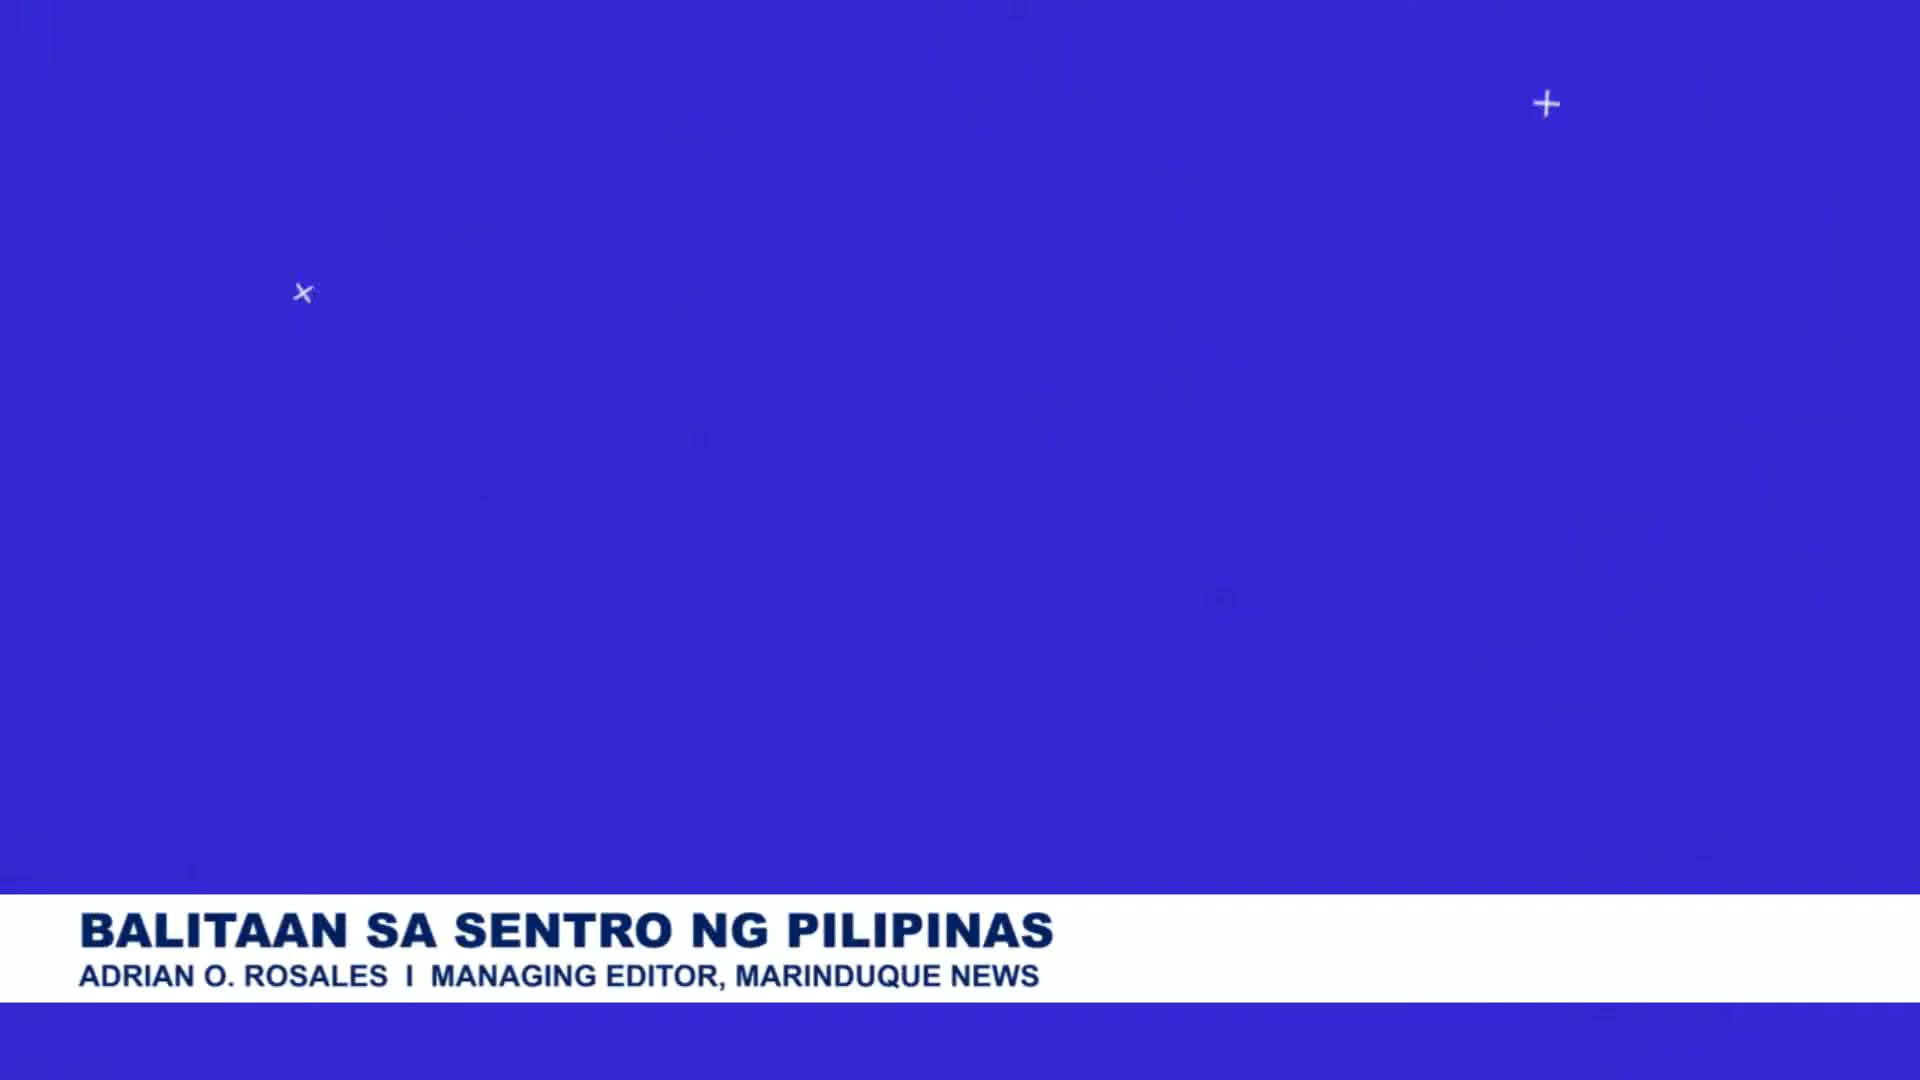 BALITAAN SA SENTRO NG PILIPINAS
ADRIAN O. ROSALES I MANAGING EDITOR, MARINDUQUE NEWS